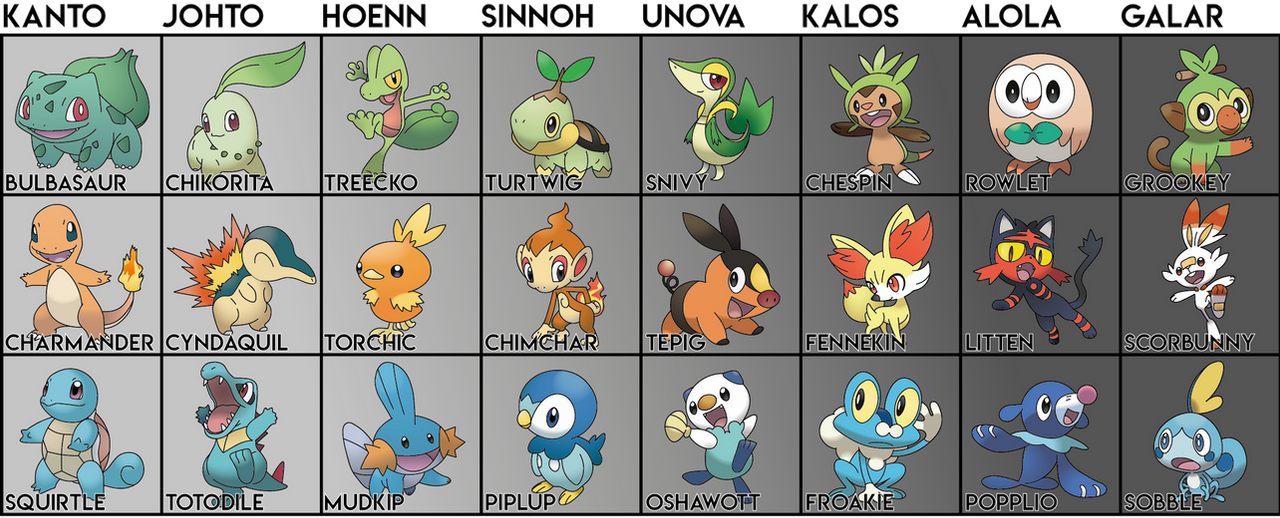 KANTO JOHTO HOENN SINNOH UNOVA KALOS ALOLA GALAR
BULBASAUR CHIKORITA TREECKO TURTWIG SNIVY CHESPIN ROWLET GROOKEY
CHARMANDER CYNDAQUIL TORCHIC CHIMCHAR TEPIG FENNEKIN LITTEN SCORBUNNY
SQUIRTLE TOTODILE MUDKIP PIPLUP OSHAWOTT FROAKIE POPPLIO SOBBLE